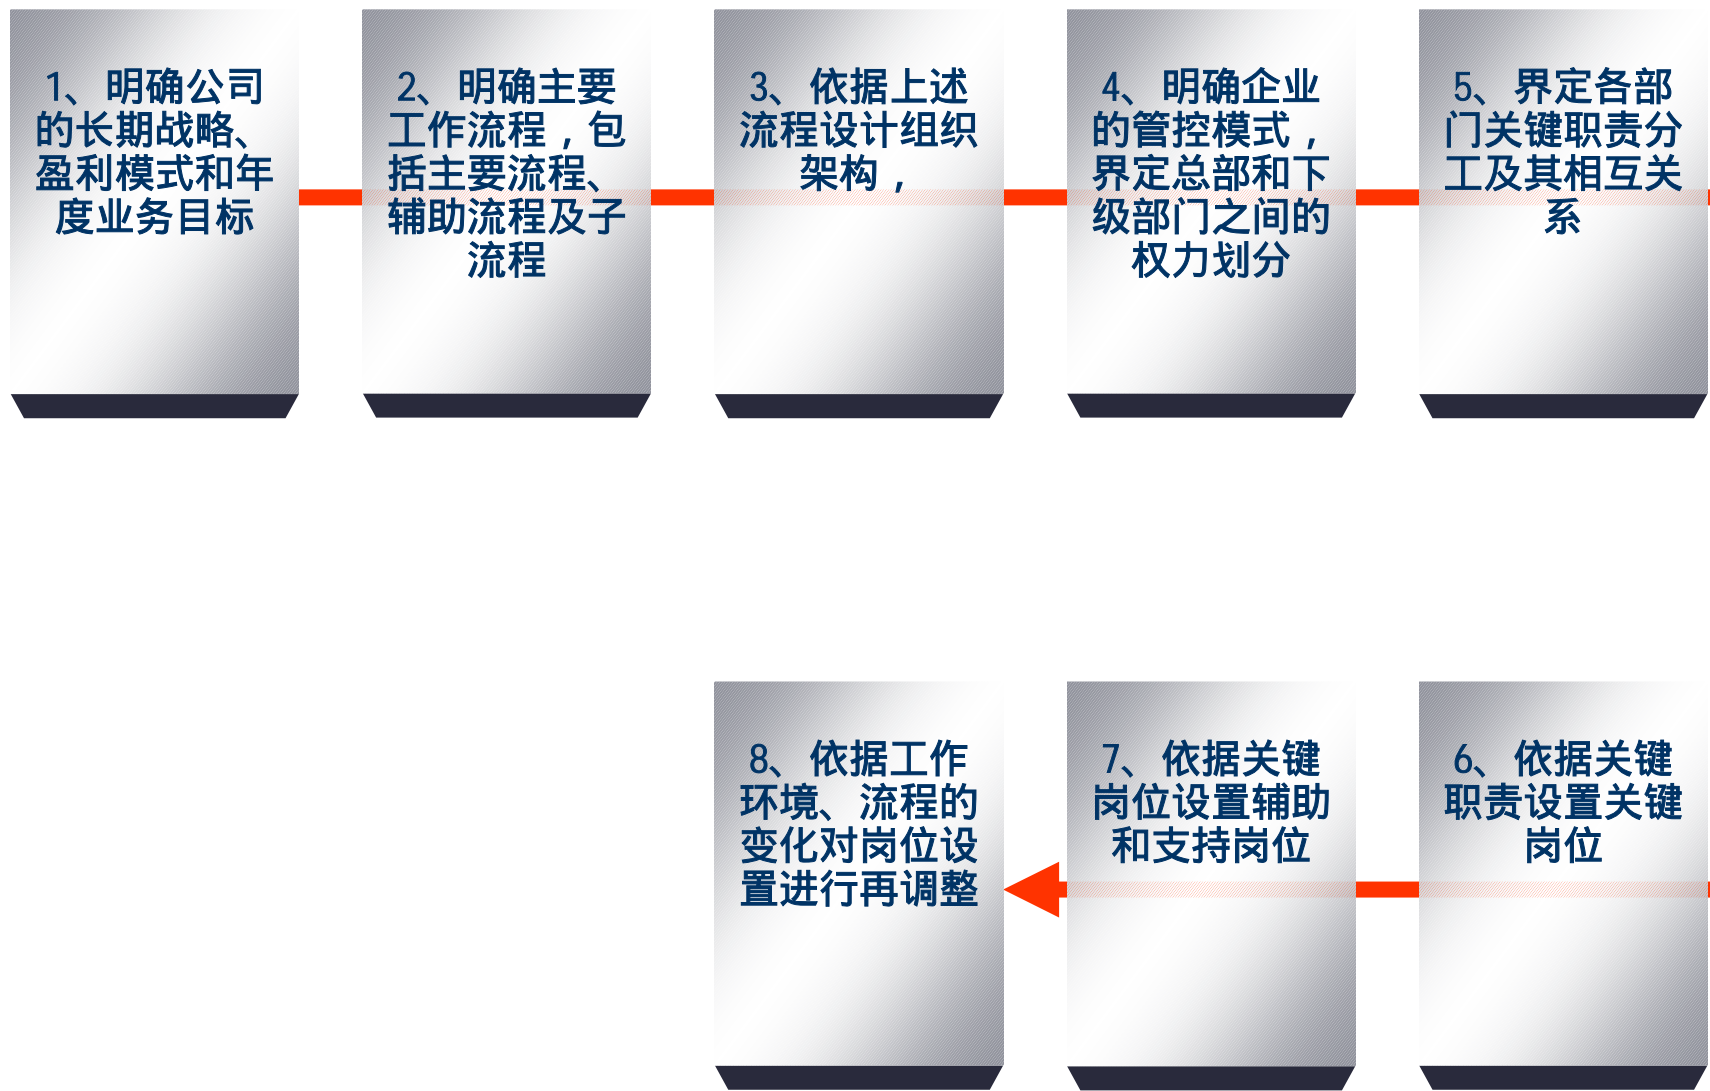 1、明确公司
的长期战略、
盈利模式和年
度业务目标
2、明确主要
工作流程，包
括主要流程、
辅助流程及子
流程
3、依据上述
流程设计组织
架构，
4、明确企业
的管控模式，
界定总部和下
级部门之间的
权力划分
5、界定各部
门关键职责分
工及其相互关
系
6、依据关键
职责设置关键
岗位
7、依据关键
岗位设置辅助
和支持岗位
8、依据工作
环境、流程的
变化对岗位设
置进行再调整